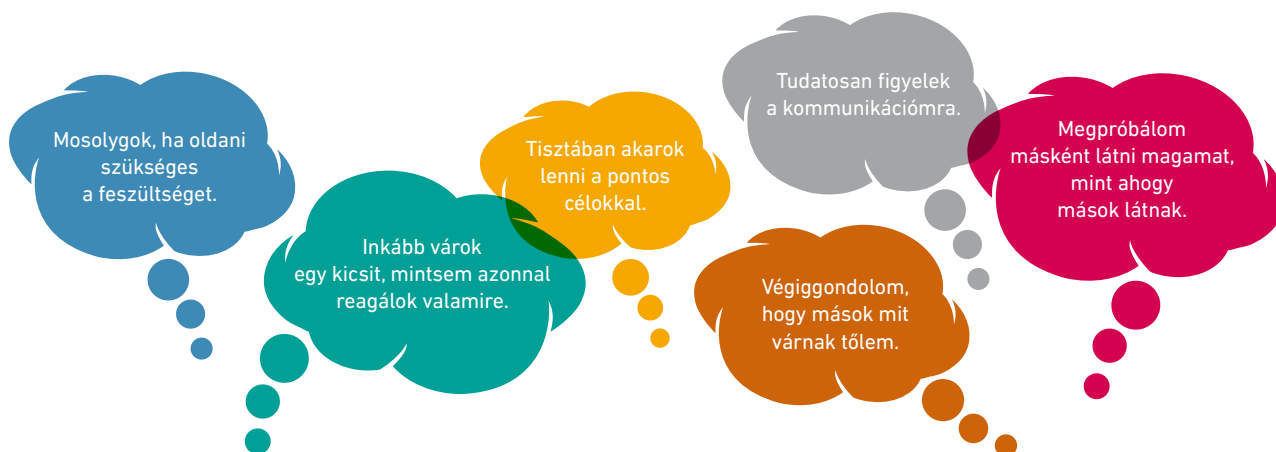 Mosolygok, ha oldani
szükséges
a feszültséget.
Inkább várok
egy kicsit, mintsem azonnal
reagálok valamire.
Tisztában akarok
lenni a pontos
célokkal.
Tudatosan figyelek
a kommunikációmra.
Végiggondolom,
hogy mások mit
várnak tőlem.
Megpróbálom
másként látni magamat,
mint ahogy
mások látnak.